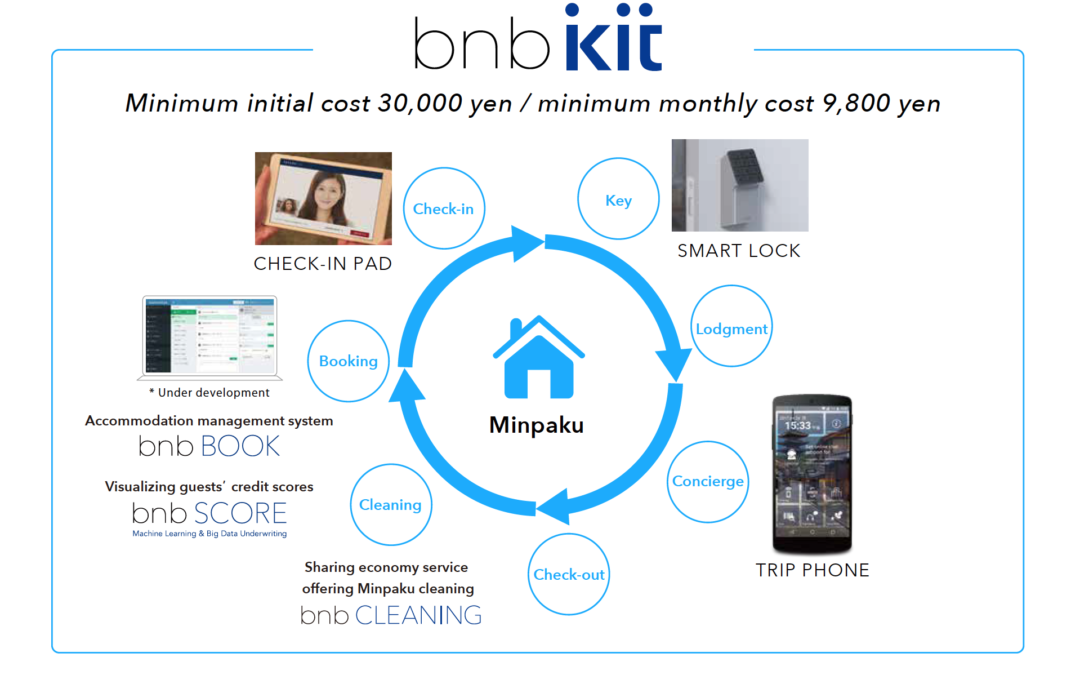 bnb kit
Minimum initial cost 30,000 yen / minimum monthly cost 9,800 yen
Check-in
Key
CHECK-IN PAD
SMART LOCK
Lodgment
Booking
* Under development
Accommodation management system
bnb BOOK
Minpaku
15:33
Visualizing guests' credit scores
bnb SCORE
Machine Learning & Big Data Underwriting
Concierge
Cleaning
TRIP PHONE
Sharing economy service
offering Minpaku cleaning
bnb CLEANING
Check-out